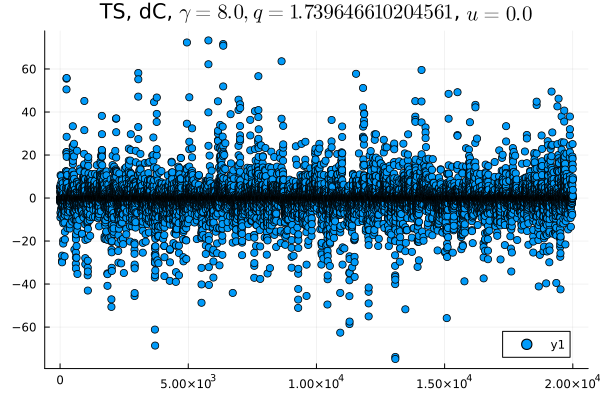 TS, dC, γ = 8.0, q = 1.739646610204561, u = 0.0
60
40
20
0
−20
−40
−60
y1
0 5.00×10³ 1.00×10⁴ 1.50×10⁴ 2.00×10⁴